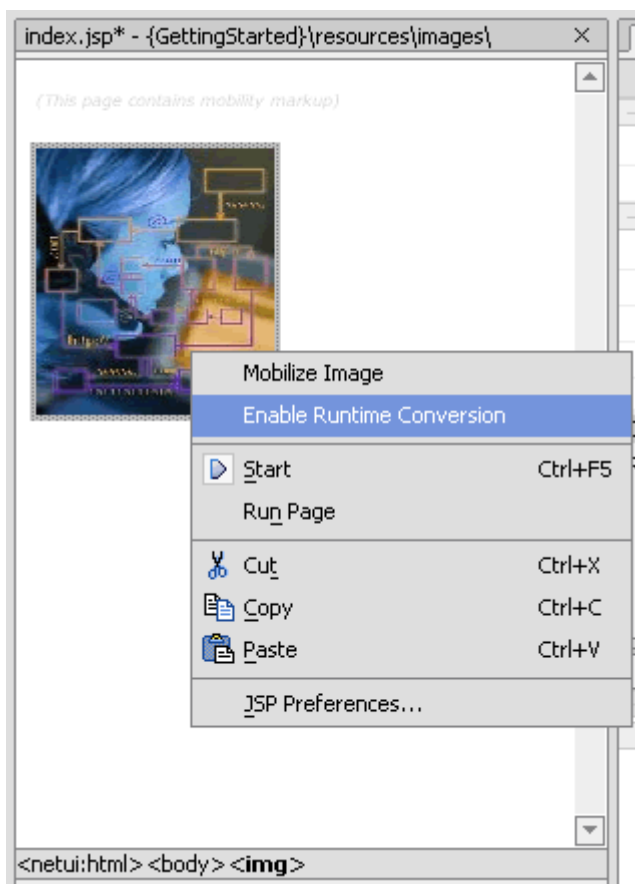 index.jsp* - {GettingStarted}\resources\images\
(This page contains mobility markup)
http://
Mobilize Image
Enable Runtime Conversion
Start Ctrl+F5
Run Page
Cut Ctrl+X
Copy Ctrl+C
Paste Ctrl+V
JSP Preferences...
<netui:html> <body> <img>